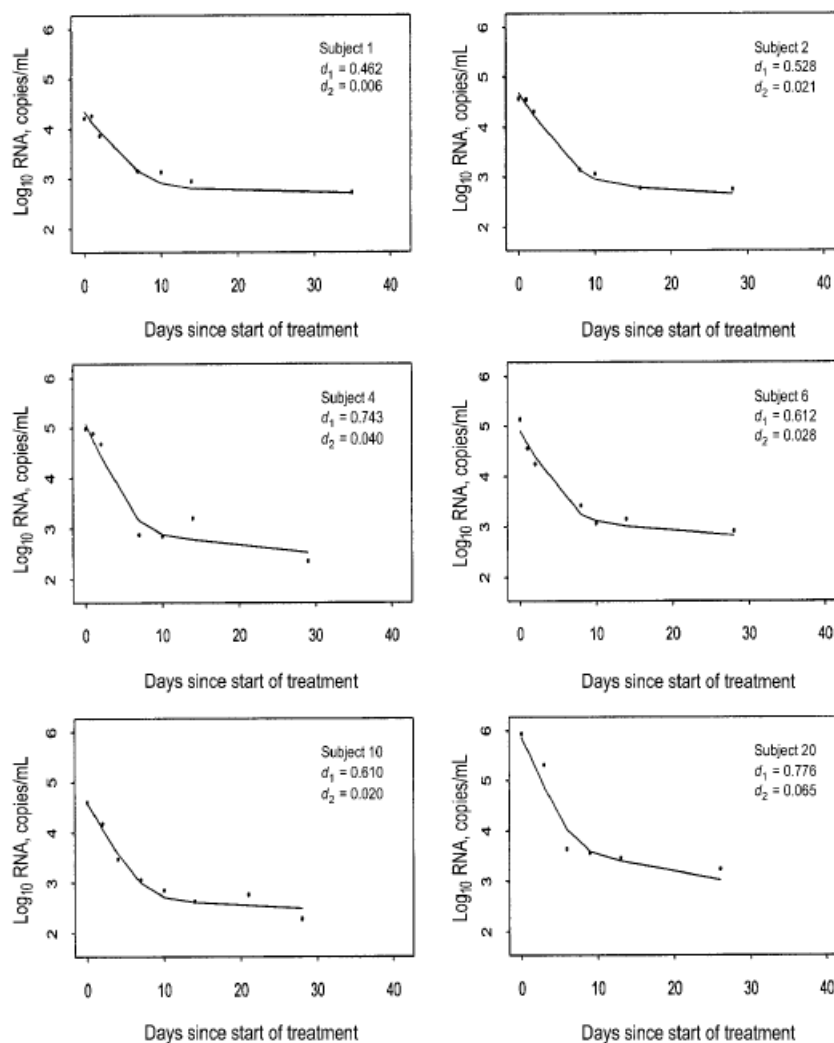 Log10 RNA, copies/mL
6
5
4
3
2
Subject 1
d1 = 0.462
d2 = 0.006
0 10 20 30 40
Days since start of treatment
Log10 RNA, copies/mL
6
5
4
3
2
Subject 2
d1 = 0.528
d2 = 0.021
0 10 20 30 40
Days since start of treatment
Log10 RNA, copies/mL
6
5
4
3
2
Subject 4
d1 = 0.743
d2 = 0.040
0 10 20 30 40
Days since start of treatment
Log10 RNA, copies/mL
6
5
4
3
2
Subject 6
d1 = 0.612
d2 = 0.028
0 10 20 30 40
Days since start of treatment
Log10 RNA, copies/mL
6
5
4
3
2
Subject 10
d1 = 0.610
d2 = 0.020
0 10 20 30 40
Days since start of treatment
Log10 RNA, copies/mL
6
5
4
3
2
Subject 20
d1 = 0.776
d2 = 0.065
0 10 20 30 40
Days since start of treatment